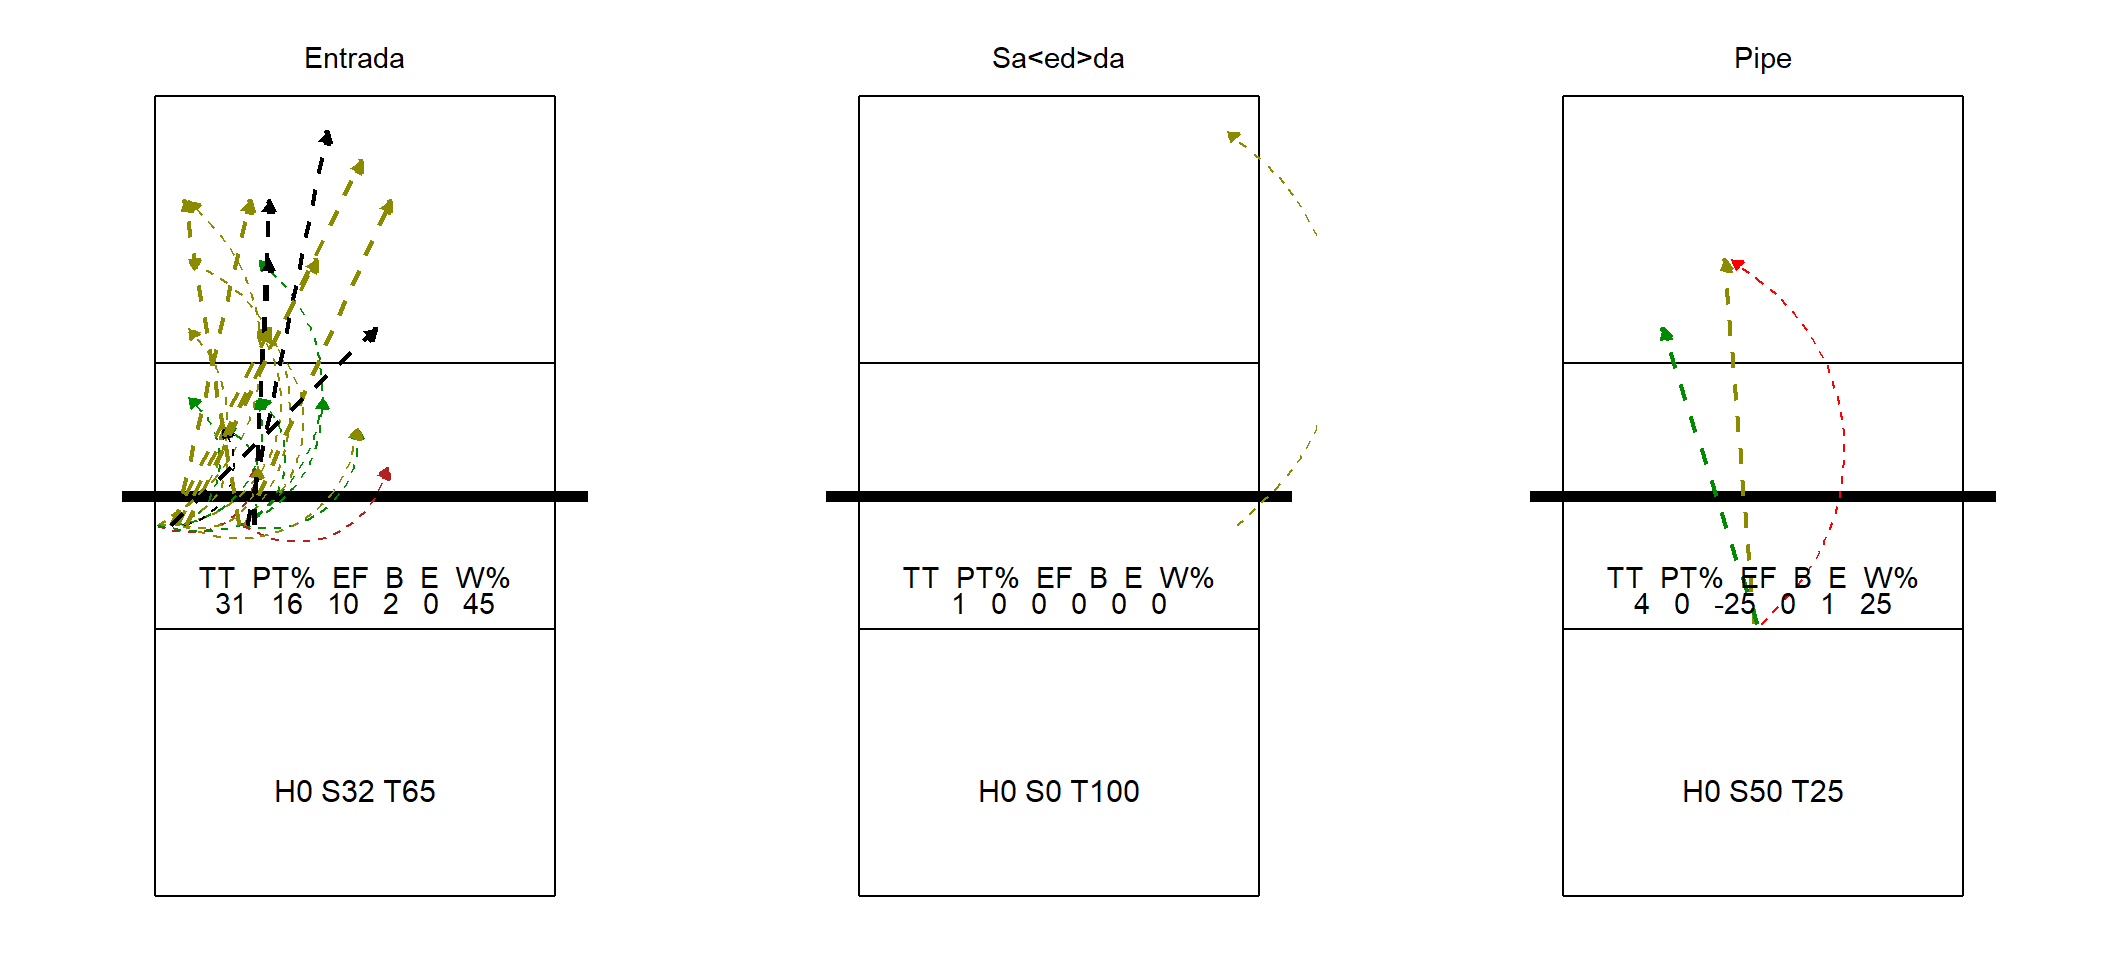 Entrada
TT PT% EF B E W%
31 16 10 2 0 45
H0 S32 T65
Sa<ed>da
TT PT% EF B E W%
1 0 0 0 0 0
H0 S0 T100
Pipe
TT PT% EF B E W%
4 0 -25 0 1 25
H0 S50 T25